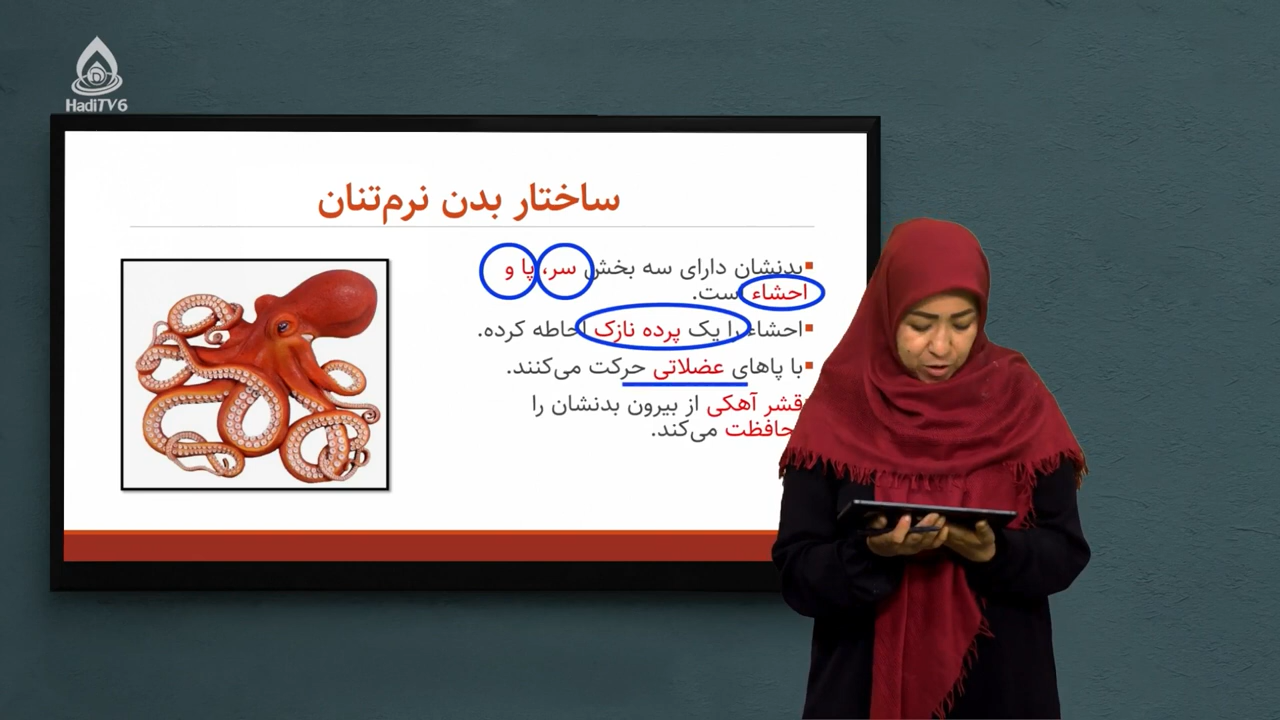 HadiTV6
ساختار بدن نرم‌تنان
بدنشان دارای سه بخش سر، پا و
احشاء است.
احشاء را یک پرده نازک احاطه کرده.
با پاهای عضلاتی حرکت می‌کنند.
قشر آهکی از بیرون بدنشان را
حافظت می‌کند.